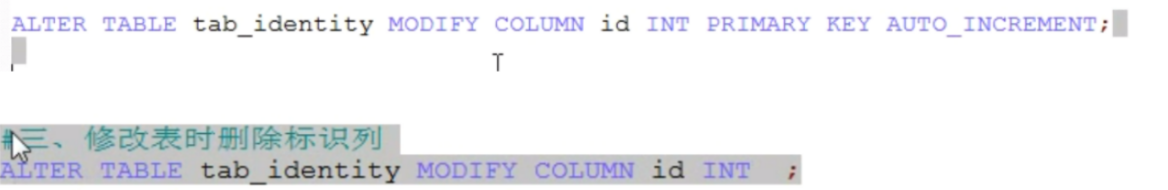 ALTER TABLE tab_identity MODIFY COLUMN id INT PRIMARY KEY AUTO_INCREMENT;
#三、修改表时删除标识列
ALTER TABLE tab_identity MODIFY COLUMN id INT  ;